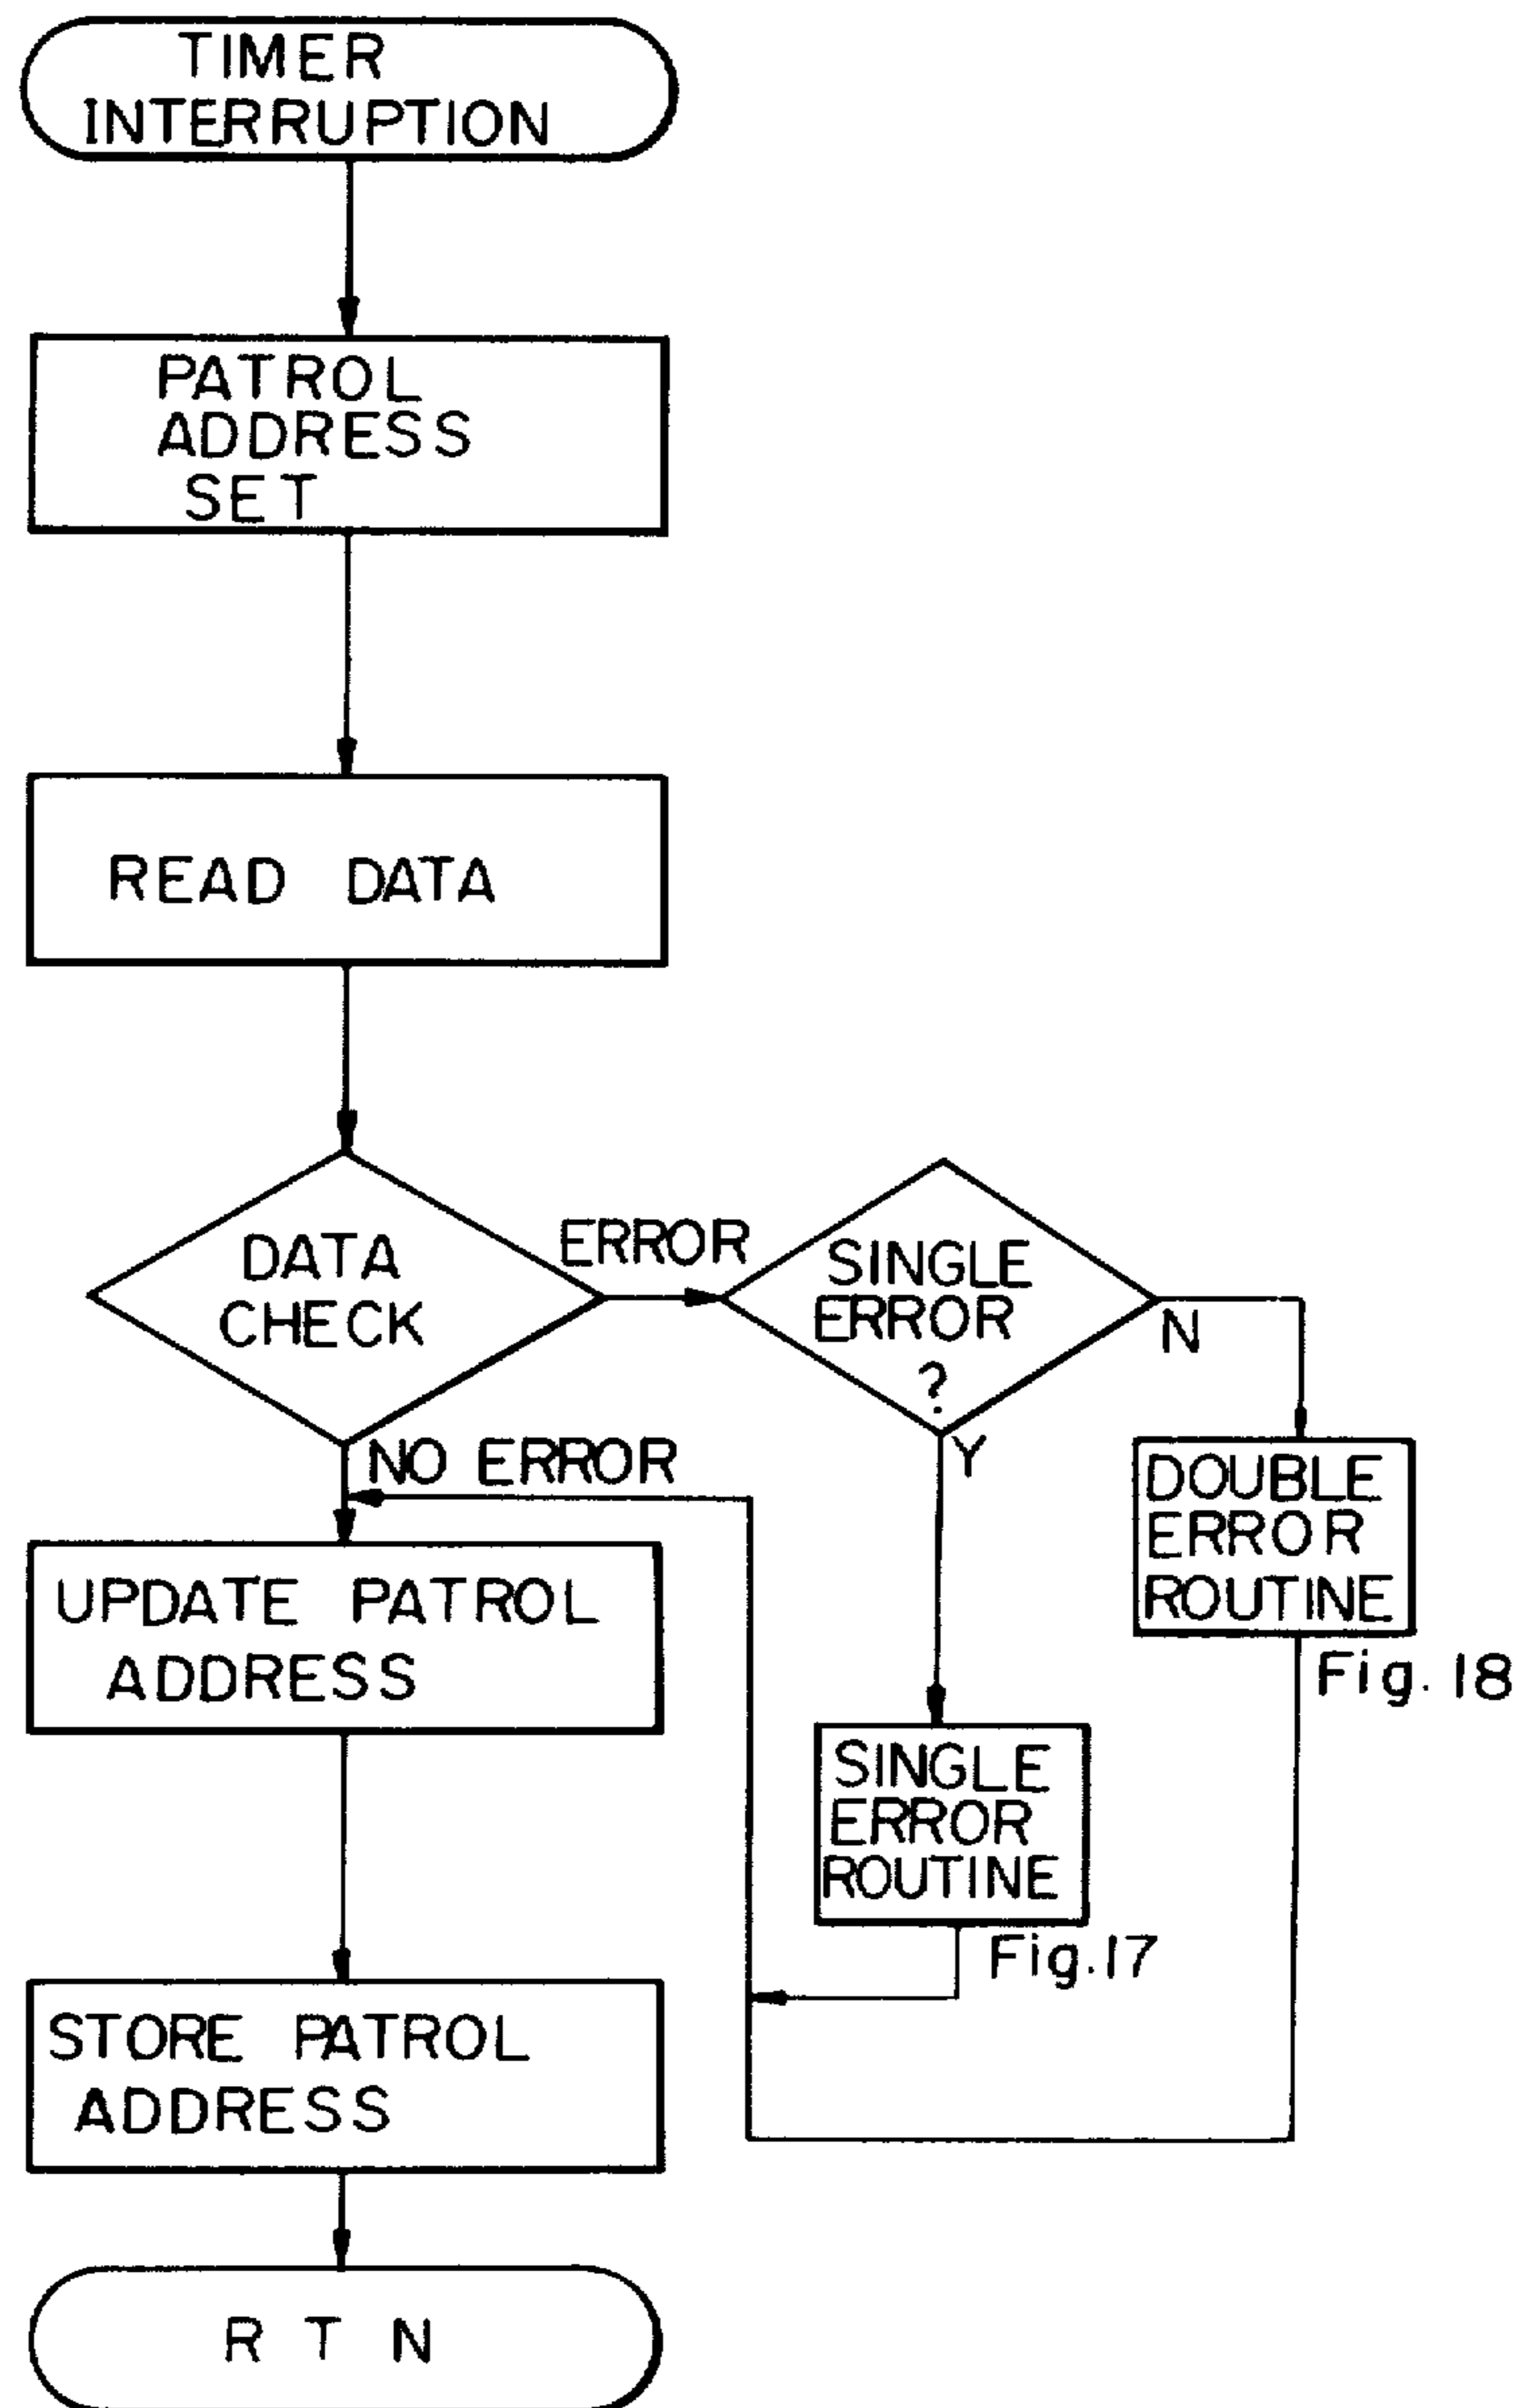 TIMER
INTERRUPTION
PATROL
ADDRESS
SET
READ DATA
DATA
CHECK
ERROR
SINGLE
ERROR
?
N
Y
NO ERROR
DOUBLE
ERROR
ROUTINE
Fig. 18
UPDATE PATROL
ADDRESS
SINGLE
ERROR
ROUTINE
Fig. 17
STORE PATROL
ADDRESS
R T N